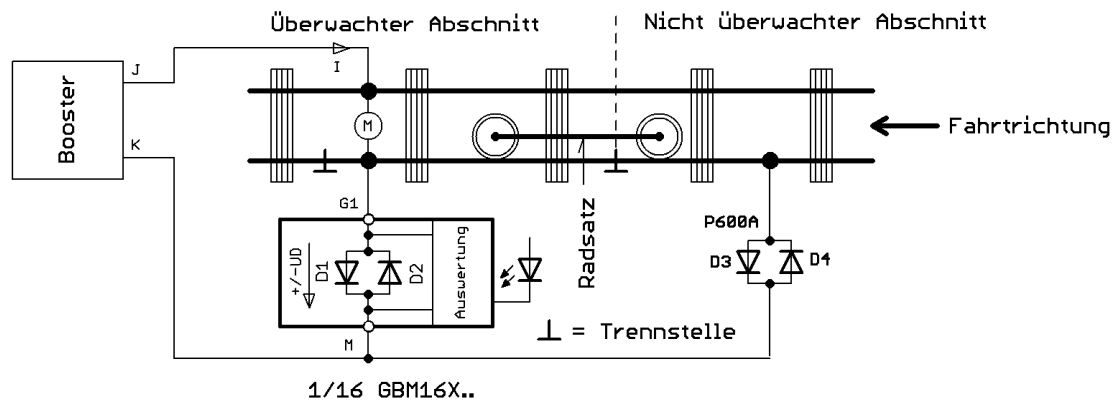 Überwachter Abschnitt
Nicht überwachter Abschnitt
J
I
Booster
M
K
Fahrtrichtung
G1
P600A
Radsatz
+/-UD
D1
D2
Auswertung
D3
D4
M
⊥ = Trennstelle
1/16 GBM16X..